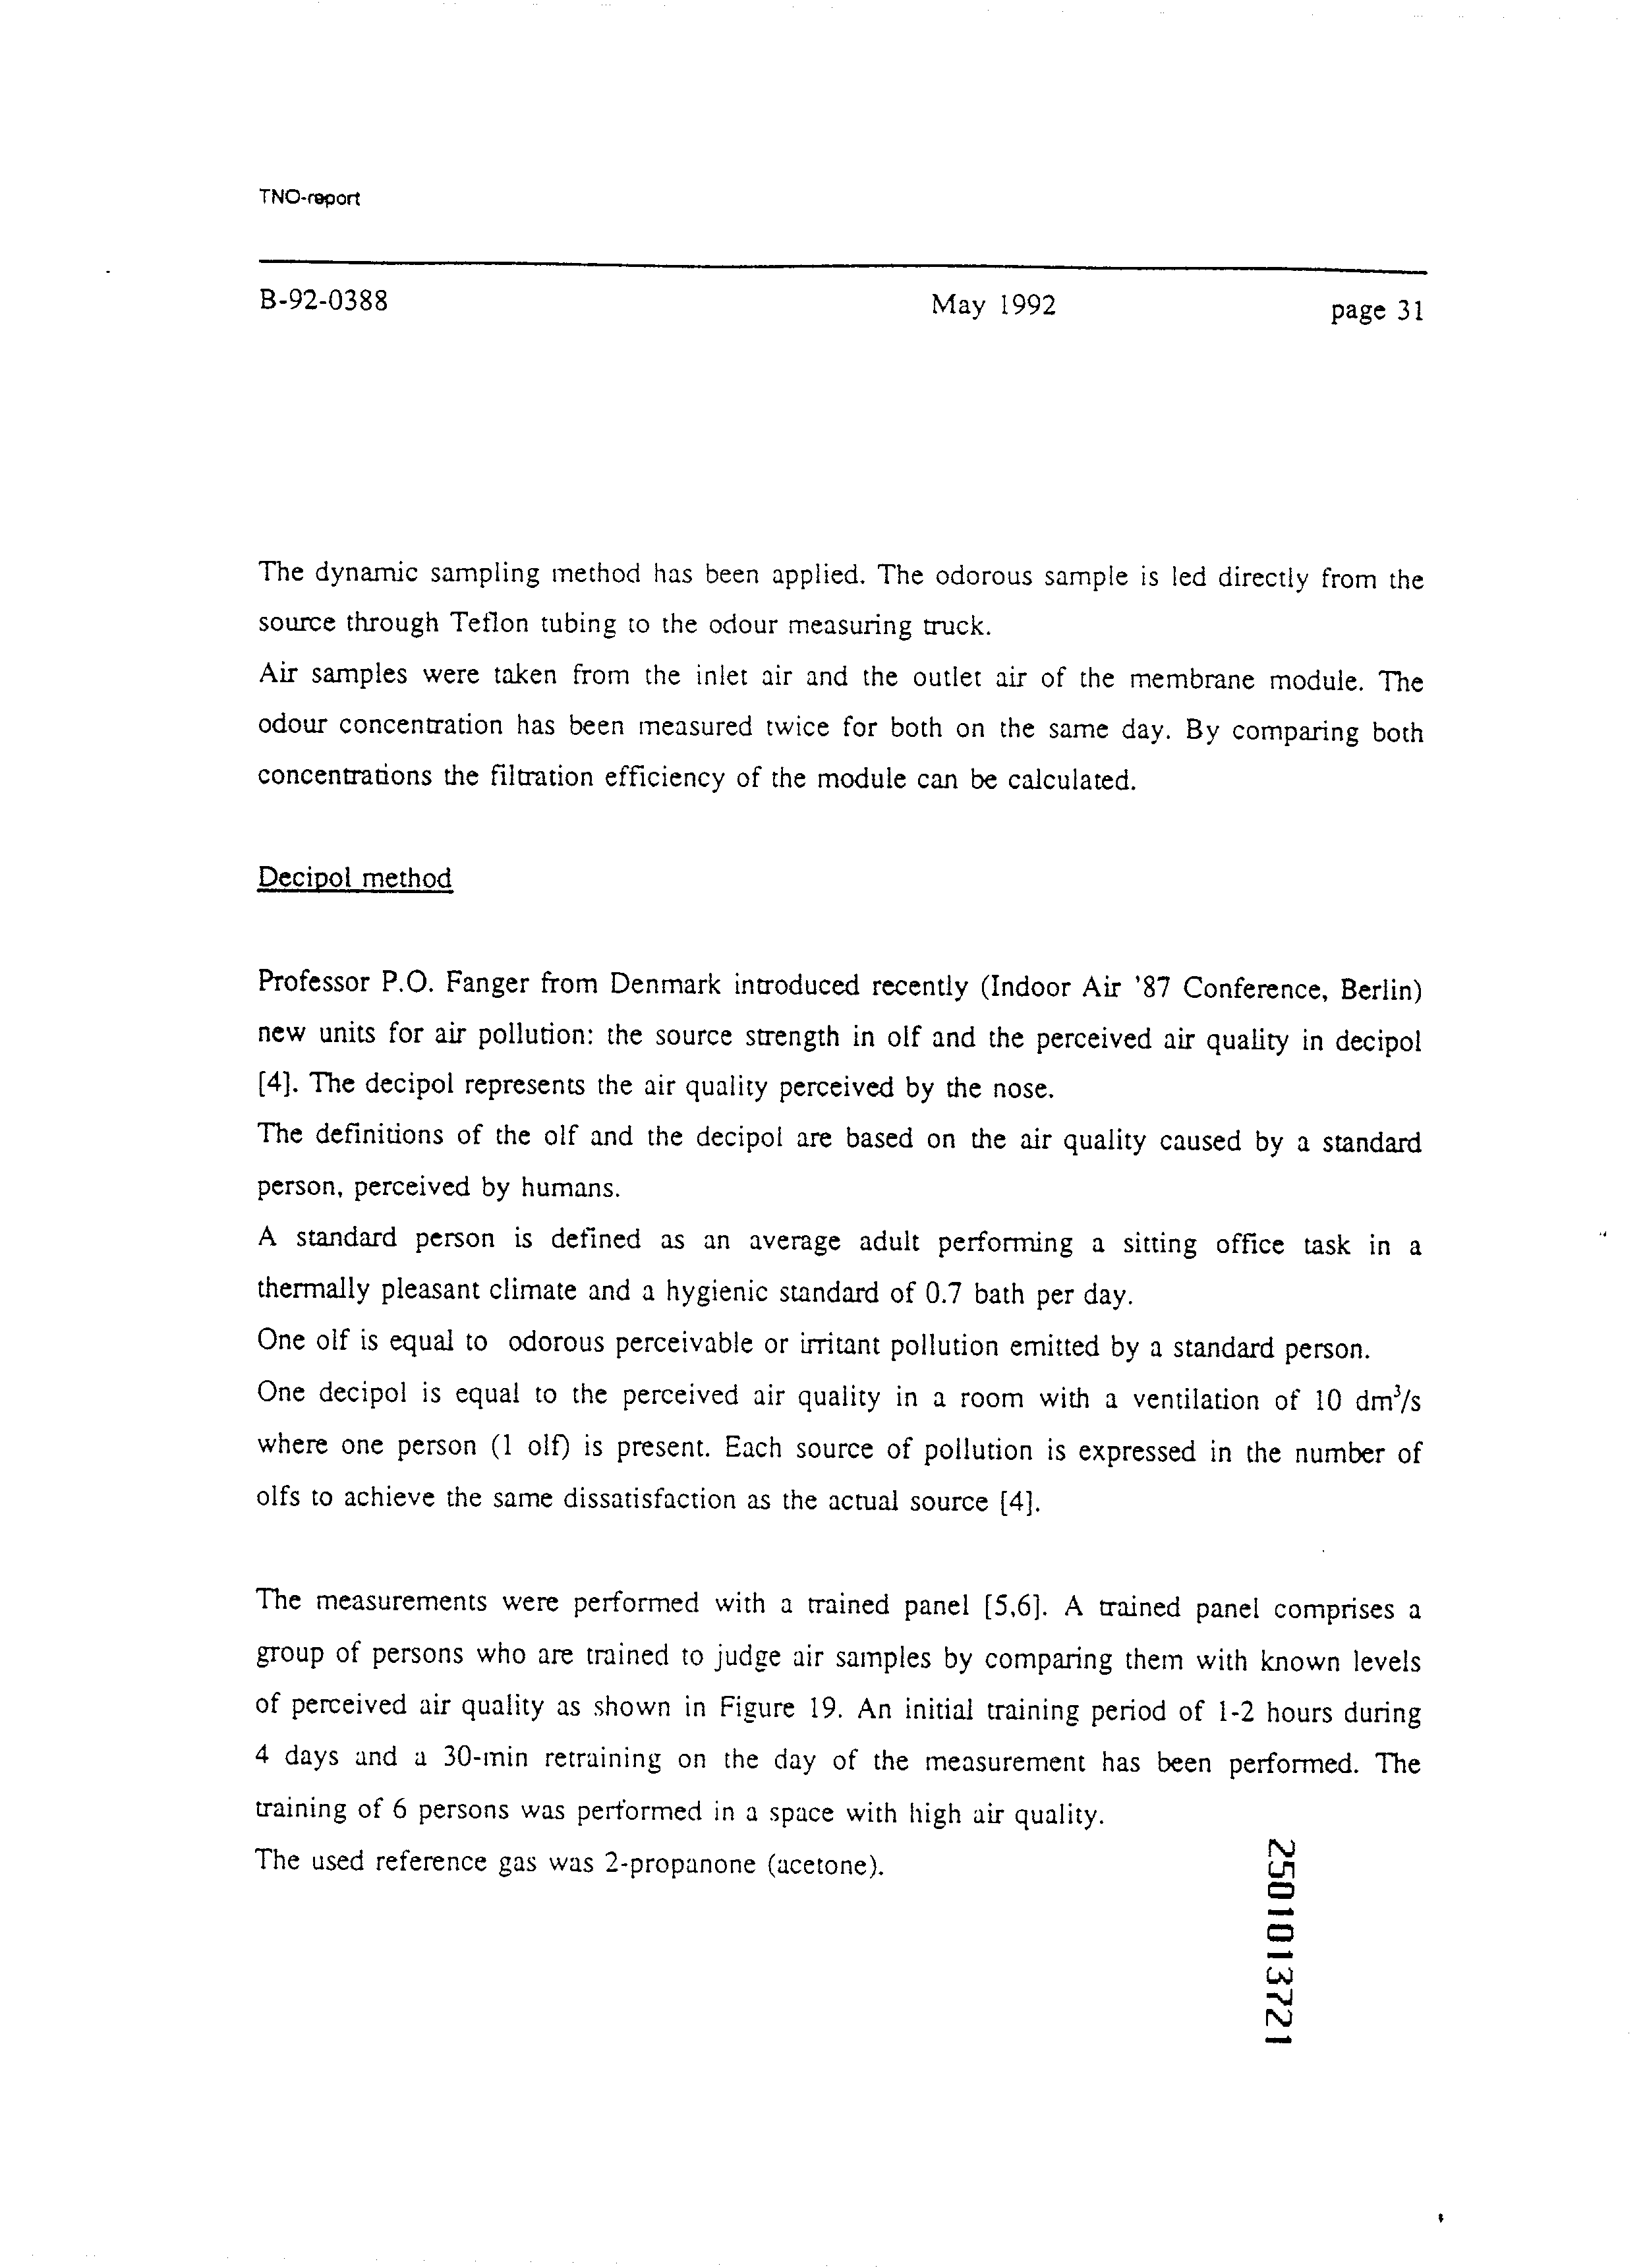 TNO-report
B-92-0388 May 1992 page 31
The dynamic sampling method has been applied. The odorous sample is led directly from the
source through Teflon tubing to the odour measuring truck.
Air samples were taken from the inlet air and the outlet air of the membrane module. The
odour concentration has been measured twice for both on the same day. By comparing both
concentrations the filtration efficiency of the module can be calculated.
Decipol method
Professor P.O. Fanger from Denmark introduced recently (Indoor Air '87 Conference, Berlin)
new units for air pollution: the source strength in olf and the perceived air quality in decipol
[4]. The decipol represents the air quality perceived by the nose.
The definitions of the olf and the decipol are based on the air quality caused by a standard
person, perceived by humans.
A standard person is defined as an average adult performing a sitting office task in a
thermally pleasant climate and a hygienic standard of 0.7 bath per day.
One olf is equal to odorous perceivable or irritant pollution emitted by a standard person.
One decipol is equal to the perceived air quality in a room with a ventilation of 10 dm³/s
where one person (1 olf) is present. Each source of pollution is expressed in the number of
olfs to achieve the same dissatisfaction as the actual source [4].
The measurements were performed with a trained panel [5,6]. A trained panel comprises a
group of persons who are trained to judge air samples by comparing them with known levels
of perceived air quality as shown in Figure 19. An initial training period of 1-2 hours during
4 days and a 30-min retraining on the day of the measurement has been performed. The
training of 6 persons was performed in a space with high air quality.
The used reference gas was 2-propanone (acetone).
2501013721